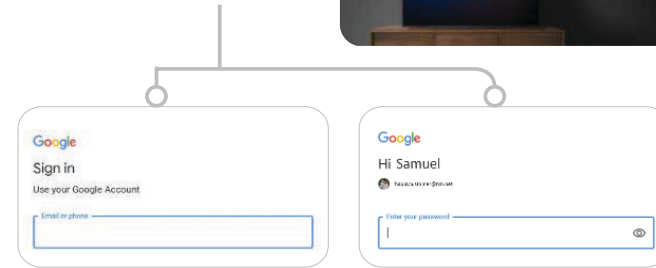 Google
Sign in
Use your Google Account
Email or phone
Google
Hi Samuel
Enter your password